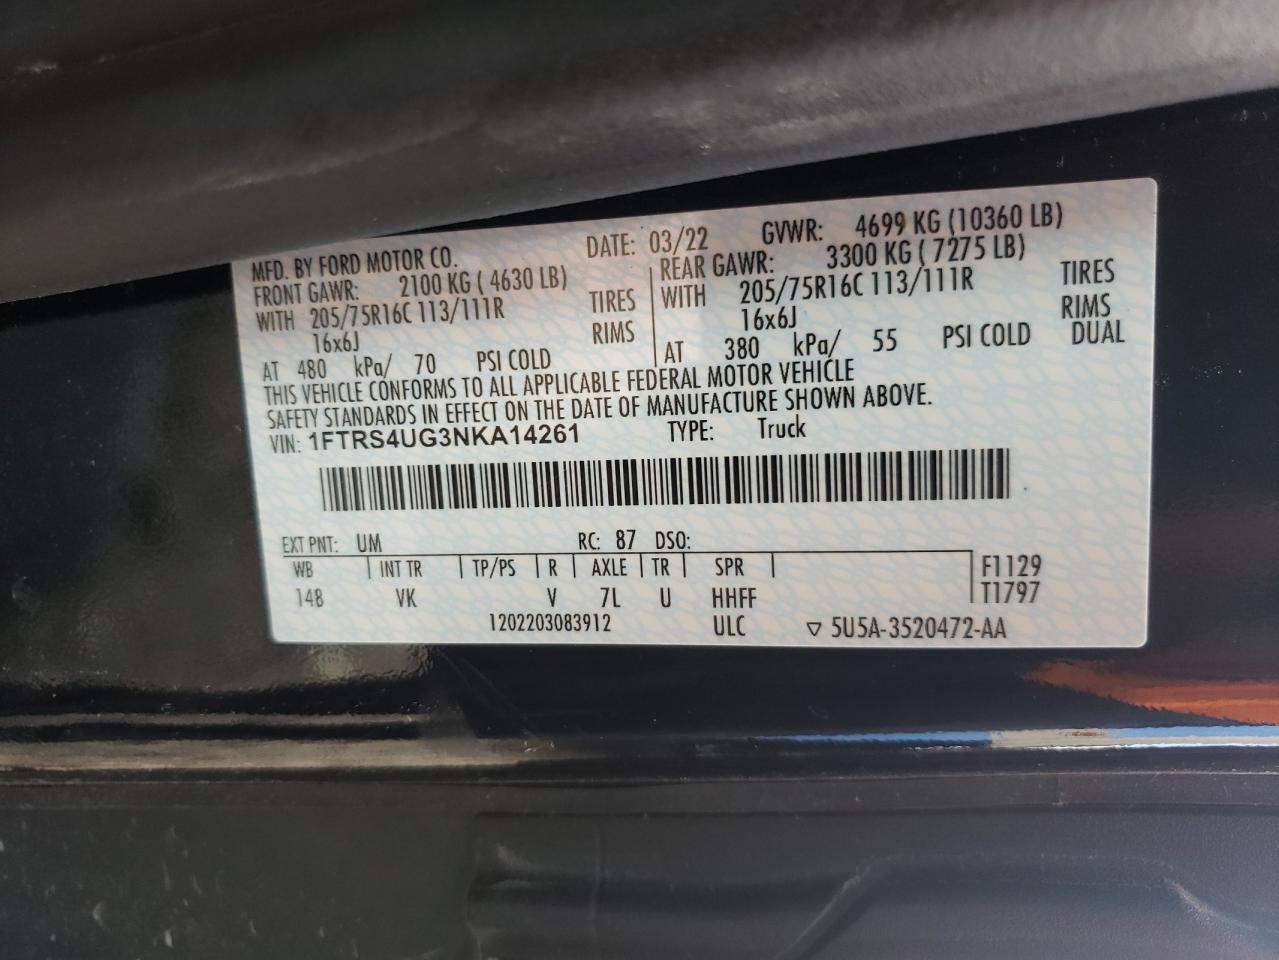 MFD. BY FORD MOTOR CO.
DATE: 03/22 GVWR: 4699 KG (10360 LB)
FRONT GAWR: 2100 KG ( 4630 LB) REAR GAWR: 3300 KG ( 7275 LB)
WITH 205/75R16C 113/111R TIRES WITH 205/75R16C 113/111R TIRES
16x6J RIMS 16x6J RIMS
AT 480 kPa/ 70 PSI COLD AT 380 kPa/ 55 PSI COLD DUAL
THIS VEHICLE CONFORMS TO ALL APPLICABLE FEDERAL MOTOR VEHICLE
SAFETY STANDARDS IN EFFECT ON THE DATE OF MANUFACTURE SHOWN ABOVE.
VIN: 1FTRS4UG3NKA14261 TYPE: Truck
EXT PNT: UM RC: 87 DSO:
WB INT TR TP/PS R AXLE TR SPR F1129
148 VK V 7L U HHFF T1797
1202203083912 ULC ▽ 5U5A-3520472-AA